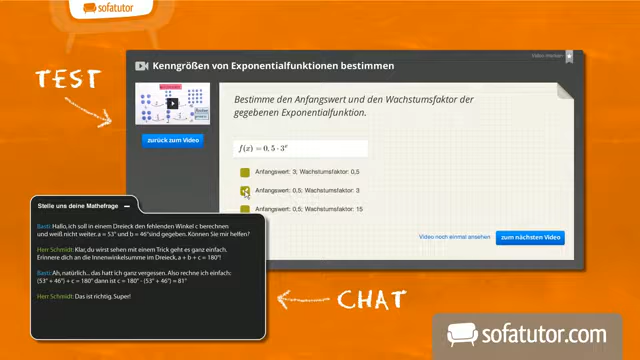 sofatutor
TEST
Kenngrößen von Exponentialfunktionen bestimmen
Video merken
Bestimme den Anfangswert und den Wachstumsfaktor der
gegebenen Exponentialfunktion.
zurück zum Video
f(x) = 0, 5 · 3ˣ
Anfangswert: 3; Wachstumsfaktor: 0,5
Anfangswert: 0,5; Wachstumsfaktor: 3
Anfangswert: 0,5; Wachstumsfaktor: 15
Video noch einmal ansehen
zum nächsten Video
Stelle uns deine Mathefrage
Basti: Hallo, ich soll in einem Dreieck den fehlenden Winkel c berechnen
und weiß nicht weiter. a = 53° und b = 46° sind gegeben. Können Sie mir helfen?
Herr Schmidt: Klar, du wirst sehen mit einem Trick geht es ganz einfach.
Erinnere dich an die Innenwinkelsumme im Dreieck, a + b + c = 180°!
Basti: Ah, natürlich... das hatt ich ganz vergessen. Also rechne ich einfach:
(53° + 46°) + c = 180° dann ist c = 180° - (53° + 46°) = 81°
Herr Schmidt: Das ist richtig. Super!
CHAT
sofatutor.com